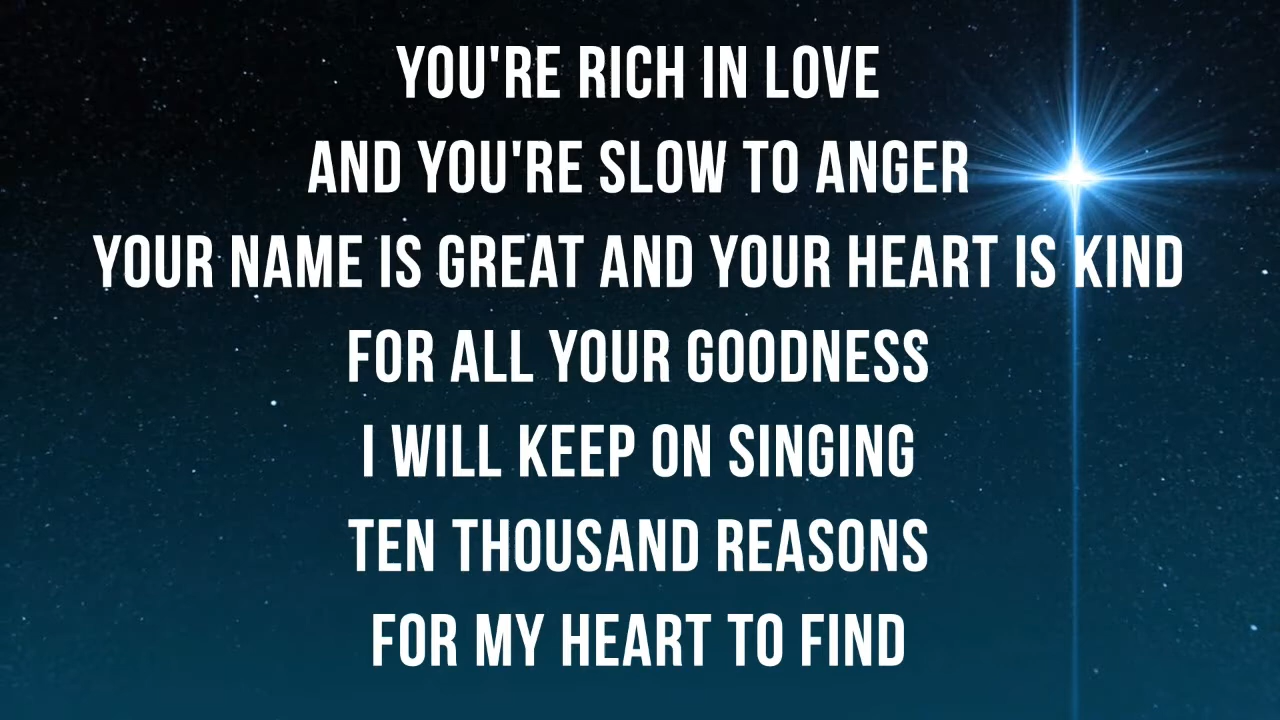 YOU'RE RICH IN LOVE
AND YOU'RE SLOW TO ANGER
YOUR NAME IS GREAT AND YOUR HEART IS KIND
FOR ALL YOUR GOODNESS
I WILL KEEP ON SINGING
TEN THOUSAND REASONS
FOR MY HEART TO FIND